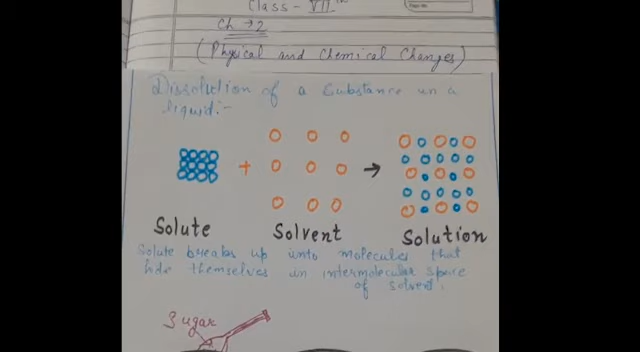 Class - VII th
Ch → 2
(Physical and Chemical Changes)
Dissolution of a Substance in a
liquid:-
+ →
Solute Solvent Solution
Solute breaks up into molecules that
hide themselves in intermolecular space
of solvent.
Sugar